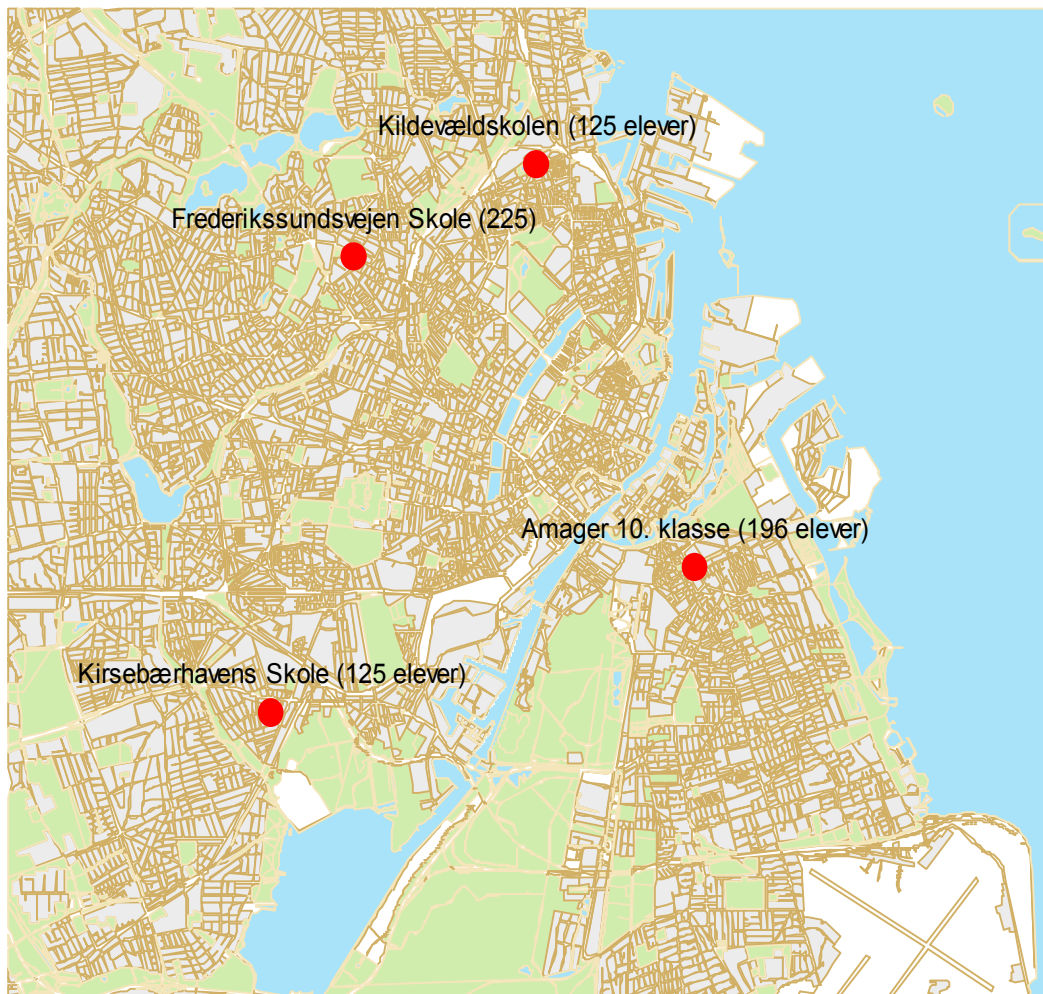 Kildevældskolen (125 elever)
Frederikssundsvejen Skole (225)
Amager 10. klasse (196 elever)
Kirsebærhavens Skole (125 elever)